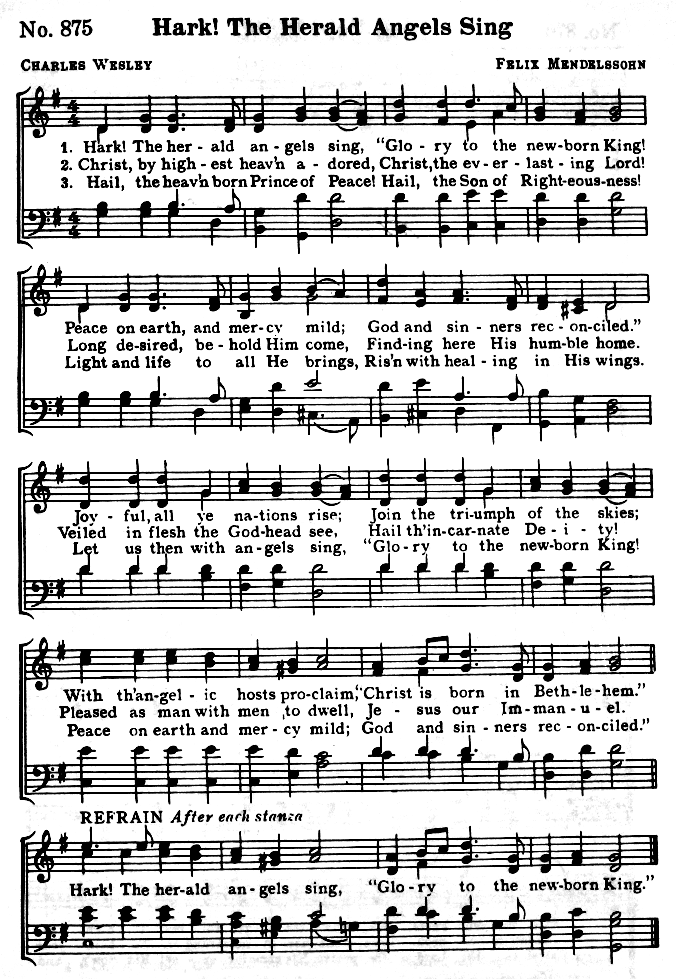 No. 875 Hark! The Herald Angels Sing
CHARLES WESLEY FELIX MENDELSSOHN
4 4
1. Hark! The her - ald an - gels sing, "Glo - ry to the new-born King!
2. Christ, by high - est heav'n a - dored, Christ, the ev - er - last - ing Lord!
3. Hail, the heav'n born Prince of Peace! Hail, the Son of Right-eous-ness!
4 4
Peace on earth, and mer - cy mild; God and sin - ners rec - on-ciled."
Long de-sired, be - hold Him come, Find-ing here His hum-ble home.
Light and life to all He brings, Ris'n with heal - ing in His wings.
Joy - ful, all ye na-tions rise; Join the tri-umph of the skies;
Veiled in flesh the God-head see, Hail th'in-car-nate De - i - ty!
Let us then with an-gels sing, "Glo - ry to the new-born King!
With th'an-gel - ic hosts pro-claim, "Christ is born in Beth-le-hem."
Pleased as man with men to dwell, Je - sus our Im-man - u - el.
Peace on earth and mer - cy mild; God and sin - ners rec - on-ciled."
REFRAIN After each stanza
Hark! The her-ald an - gels sing, "Glo - ry to the new-born King."